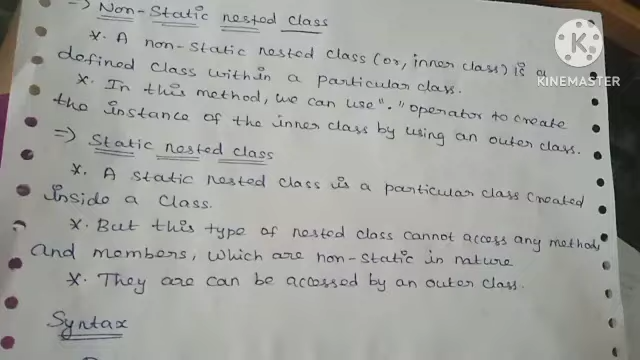 => Non-Static nested class
*. A non-static nested class (or, inner class) is a
defined class within a particular class.
*. In this method, we can use "." operator to create
the instance of the inner class by using an outer class.
=> Static nested class
*. A static nested class is a particular class created
inside a class.
*. But this type of nested class cannot access any methods
and members, which are non-static in nature
*. They are can be accessed by an outer class.
Syntax
KINEMASTER